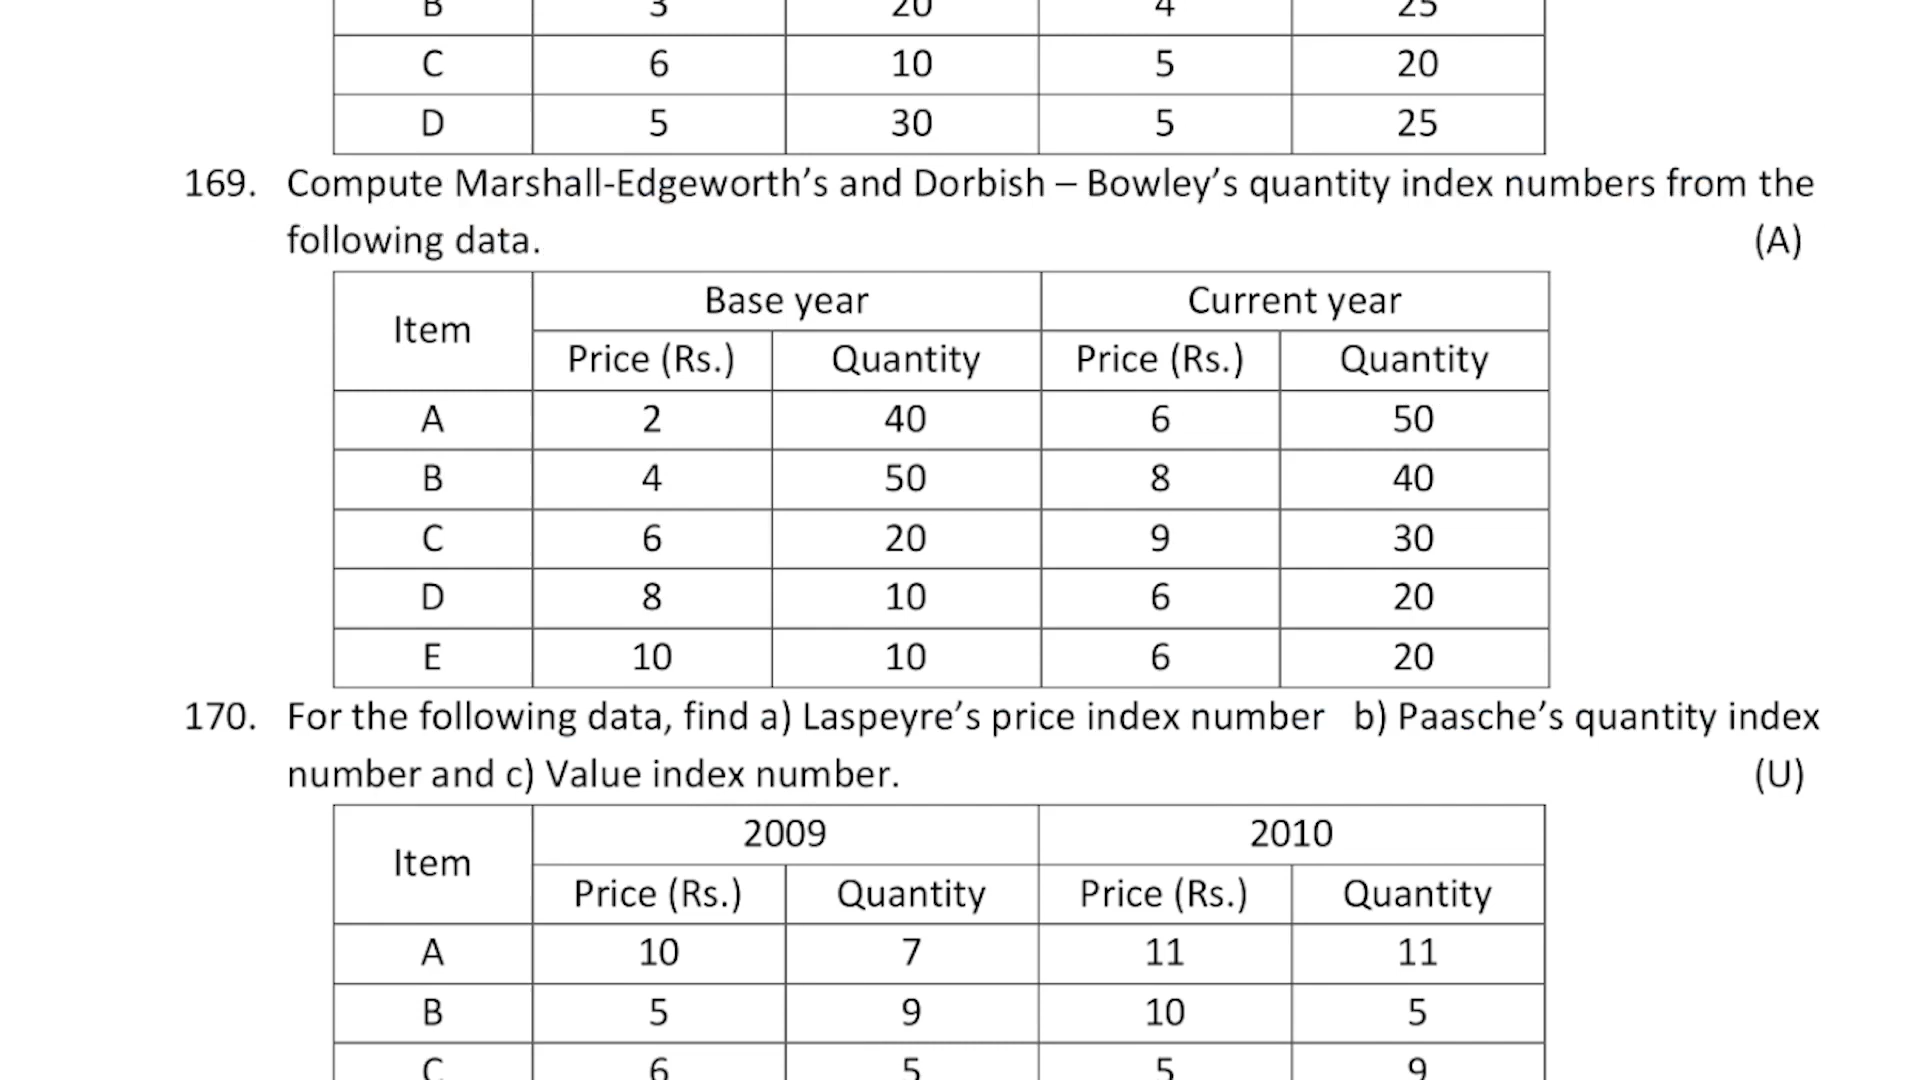 B 3 20 4 25
C 6 10 5 20
D 5 30 5 25
169. Compute Marshall-Edgeworth’s and Dorbish – Bowley’s quantity index numbers from the
following data. (A)
Item Base year Current year
Price (Rs.) Quantity Price (Rs.) Quantity
A 2 40 6 50
B 4 50 8 40
C 6 20 9 30
D 8 10 6 20
E 10 10 6 20
170. For the following data, find a) Laspeyre’s price index number b) Paasche’s quantity index
number and c) Value index number. (U)
Item 2009 2010
Price (Rs.) Quantity Price (Rs.) Quantity
A 10 7 11 11
B 5 9 10 5
C 6 5 5 9